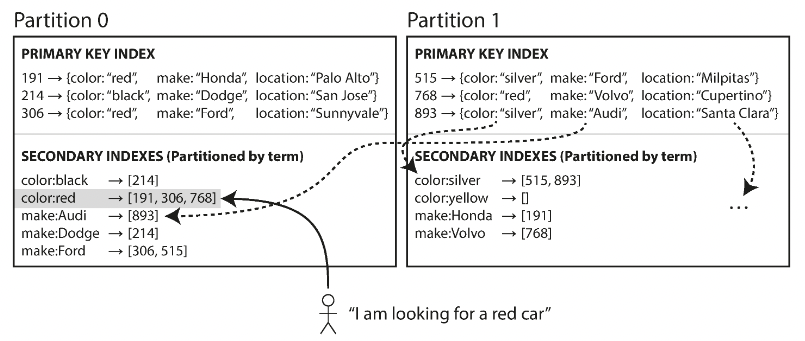 Partition 0
PRIMARY KEY INDEX
191 → {color: “red”, make: “Honda”, location: “Palo Alto”}
214 → {color: “black”, make: “Dodge”, location: “San Jose”}
306 → {color: “red”, make: “Ford”, location: “Sunnyvale”}
SECONDARY INDEXES (Partitioned by term)
color:black → [214]
color:red → [191, 306, 768]
make:Audi → [893]
make:Dodge → [214]
make:Ford → [306, 515]
Partition 1
PRIMARY KEY INDEX
515 → {color: “silver”, make: “Ford”, location: “Milpitas”}
768 → {color: “red”, make: “Volvo”, location: “Cupertino”}
893 → {color: “silver”, make: “Audi”, location: “Santa Clara”}
SECONDARY INDEXES (Partitioned by term)
color:silver → [515, 893]
color:yellow → []
make:Honda → [191]
make:Volvo → [768]
...
“I am looking for a red car”